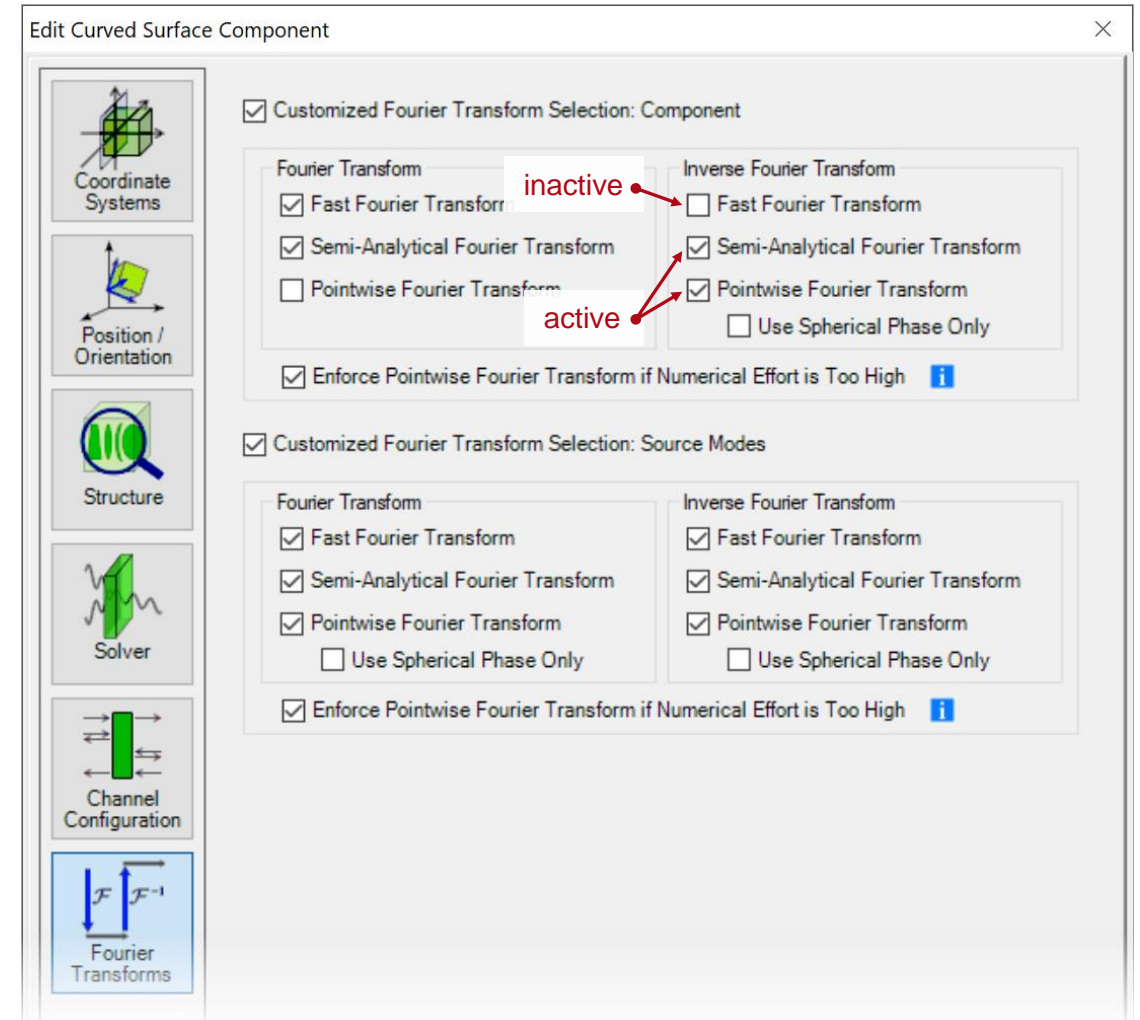 Edit Curved Surface Component
Coordinate
Systems
Position /
Orientation
Structure
Solver
Channel
Configuration
ℱ ℱ⁻¹
Fourier
Transforms
Customized Fourier Transform Selection: Component
Fourier Transform
Fast Fourier Transform
Semi-Analytical Fourier Transform
Pointwise Fourier Transform
inactive
active
Inverse Fourier Transform
Fast Fourier Transform
Semi-Analytical Fourier Transform
Pointwise Fourier Transform
Use Spherical Phase Only
Enforce Pointwise Fourier Transform if Numerical Effort is Too High i
Customized Fourier Transform Selection: Source Modes
Fourier Transform
Fast Fourier Transform
Semi-Analytical Fourier Transform
Pointwise Fourier Transform
Use Spherical Phase Only
Inverse Fourier Transform
Fast Fourier Transform
Semi-Analytical Fourier Transform
Pointwise Fourier Transform
Use Spherical Phase Only
Enforce Pointwise Fourier Transform if Numerical Effort is Too High i